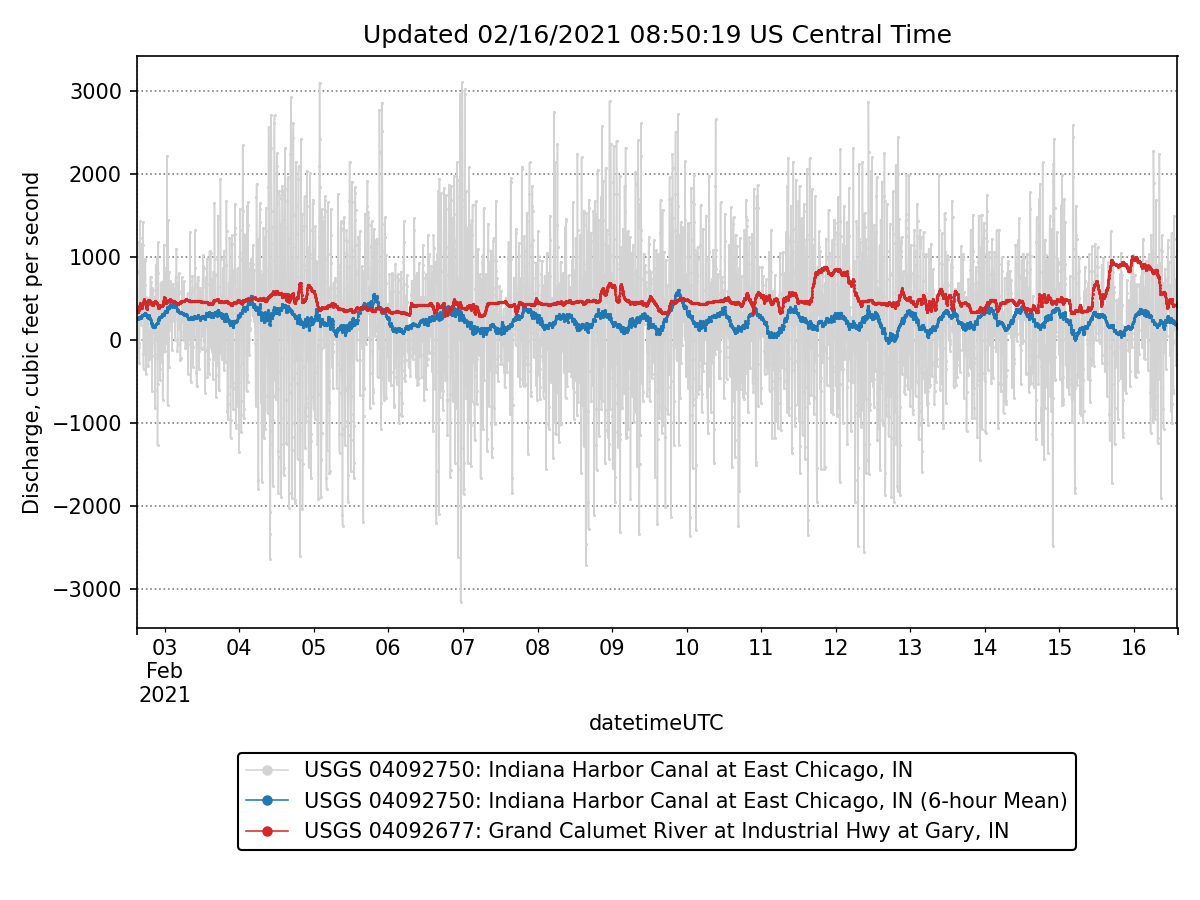 Updated 02/16/2021 08:50:19 US Central Time
Discharge, cubic feet per second
3000
2000
1000
0
−1000
−2000
−3000
03 04 05 06 07 08 09 10 11 12 13 14 15 16
Feb
2021
datetimeUTC
USGS 04092750: Indiana Harbor Canal at East Chicago, IN
USGS 04092750: Indiana Harbor Canal at East Chicago, IN (6-hour Mean)
USGS 04092677: Grand Calumet River at Industrial Hwy at Gary, IN